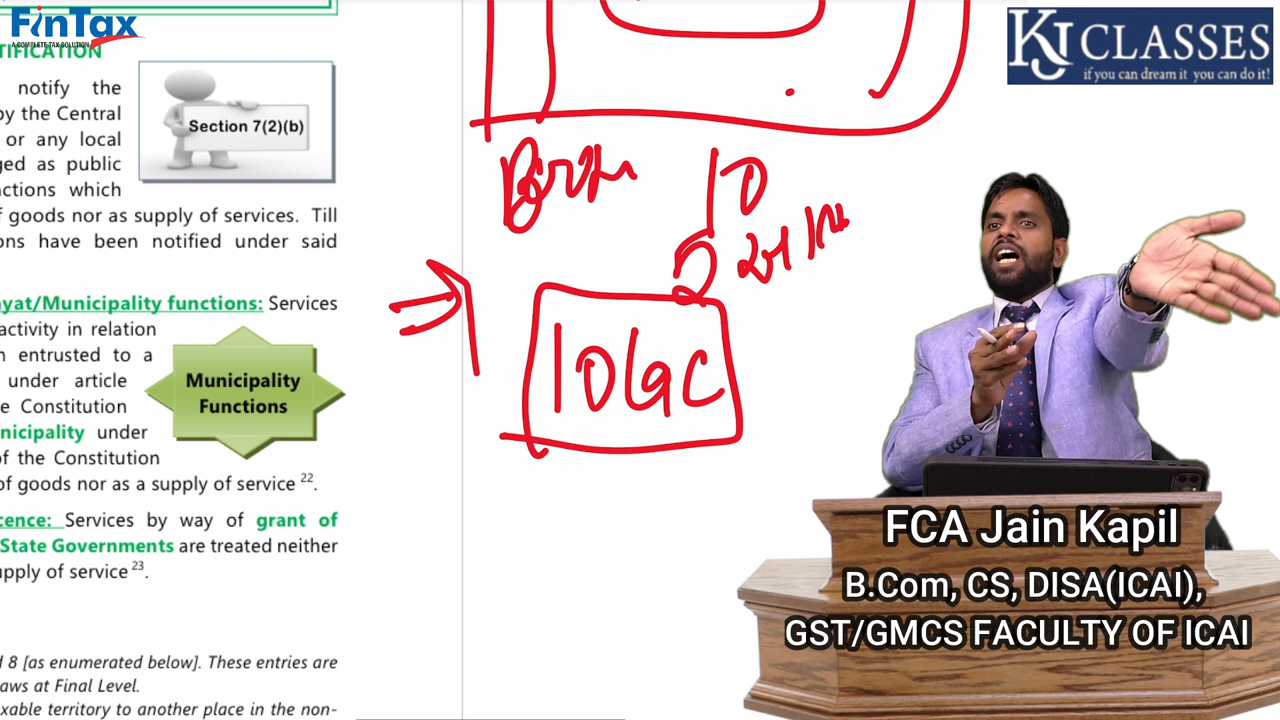 FinTax
A COMPLETE TAX SOLUTION
TIFICATION
notify the
by the Central
or any local
ged as public
nctions which
Section 7(2)(b)
f goods nor as supply of services. Till
ons have been notified under said
yat/Municipality functions: Services
activity in relation
n entrusted to a
under article
e Constitution
nicipality under
of the Constitution
of goods nor as a supply of service 22.
Municipality
Functions
cence: Services by way of grant of
State Governments are treated neither
pply of service 23.
d 8 [as enumerated below]. These entries are
aws at Final Level.
xable territory to another place in the non-
10
KJ CLASSES
if you can dream it you can do it!
FCA Jain Kapil
B.Com, CS, DISA(ICAI),
GST/GMCS FACULTY OF ICAI